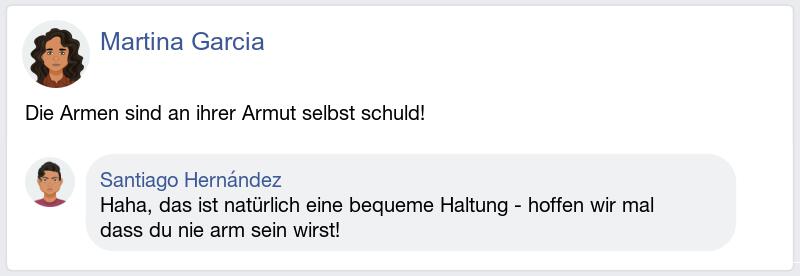 Martina Garcia
Die Armen sind an ihrer Armut selbst schuld!
Santiago Hernández
Haha, das ist natürlich eine bequeme Haltung - hoffen wir mal
dass du nie arm sein wirst!